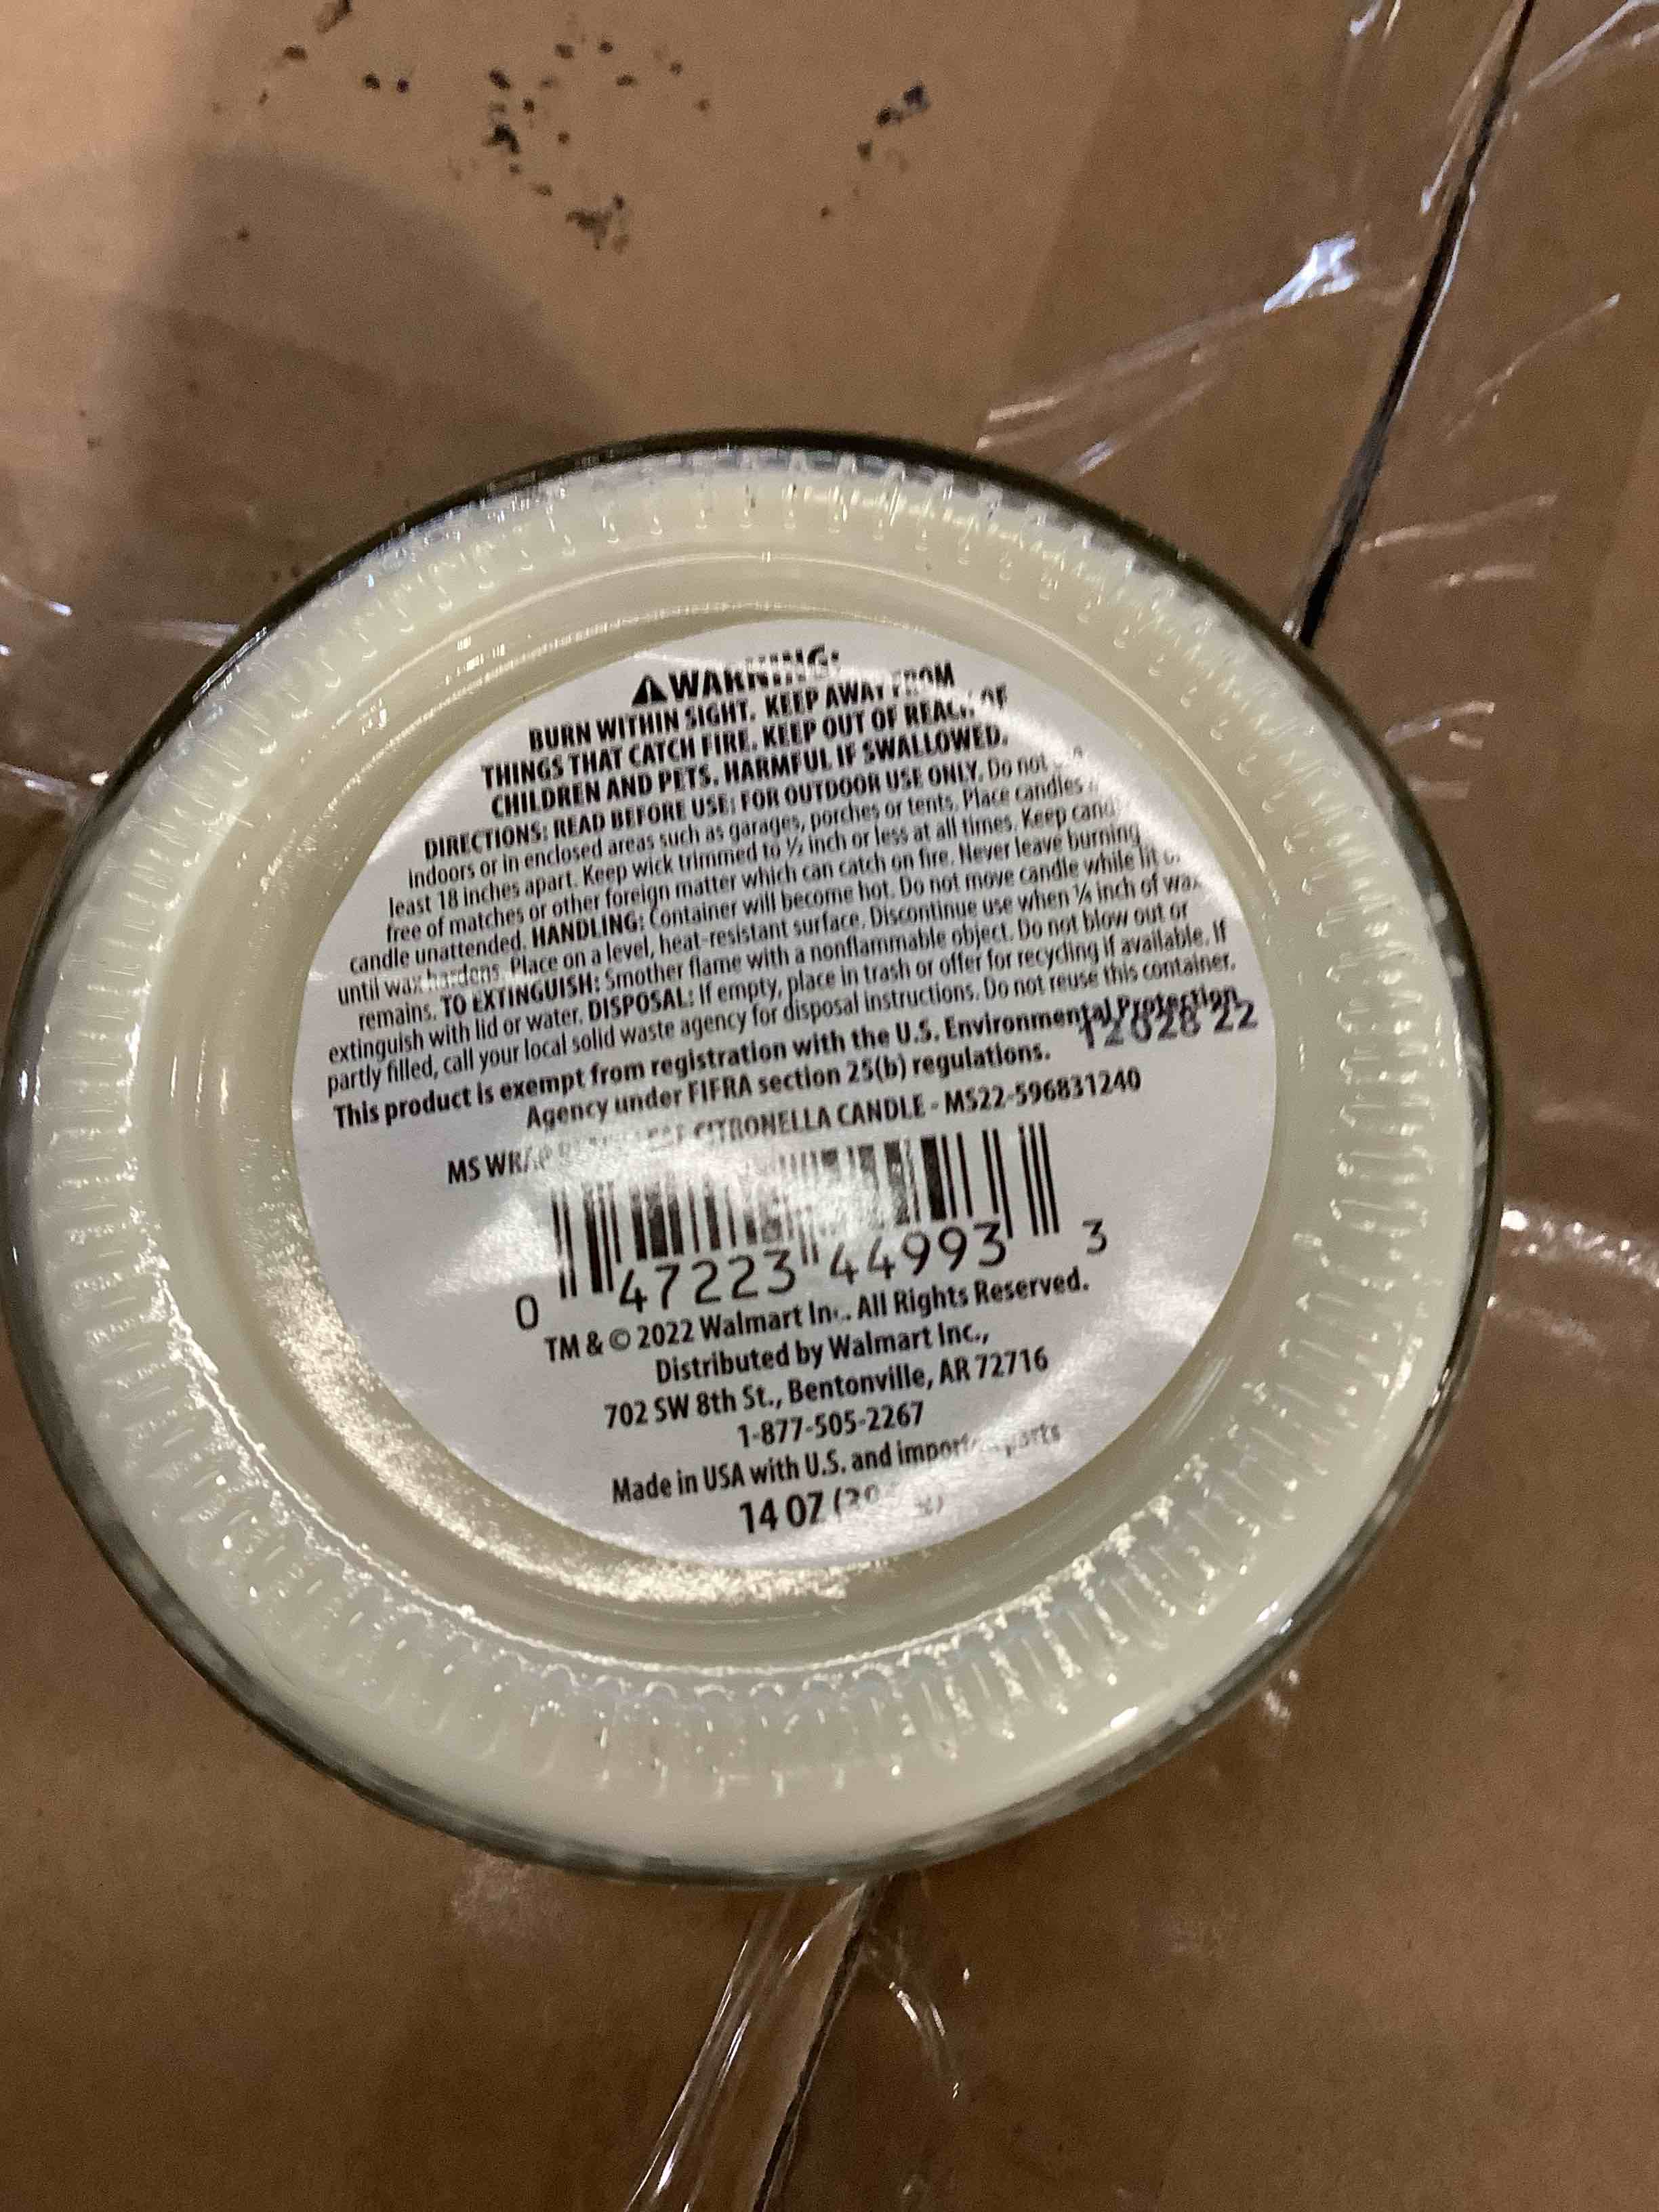 ⚠WARNING:
BURN WITHIN SIGHT. KEEP AWAY FROM
THINGS THAT CATCH FIRE. KEEP OUT OF REACH OF
CHILDREN AND PETS. HARMFUL IF SWALLOWED.
DIRECTIONS: READ BEFORE USE: FOR OUTDOOR USE ONLY. Do not
indoors or in enclosed areas such as garages, porches or tents. Place candles
least 18 inches apart. Keep wick trimmed to ½ inch or less at all times. Keep
free of matches or other foreign matter which can catch on fire. Never leave burning
candle unattended. HANDLING: Container will become hot. Do not move candle while lit
until wax hardens. Place on a level, heat-resistant surface. Discontinue use when ¼ inch of wax
remains. TO EXTINGUISH: Smother flame with a nonflammable object. Do not blow out or
extinguish with lid or water. DISPOSAL: If empty, place in trash or offer for recycling if available. If
partly filled, call your local solid waste agency for disposal instructions. Do not reuse this container.
This product is exempt from registration with the U.S. Environmental Protection
Agency under FIFRA section 25(b) regulations.
MS WRAP CITRONELLA CANDLE - MS22-596831240
0 47223 44993 3
TM & © 2022 Walmart Inc. All Rights Reserved.
Distributed by Walmart Inc.,
702 SW 8th St., Bentonville, AR 72716
1-877-505-2267
Made in USA with U.S. and imported parts
14 OZ